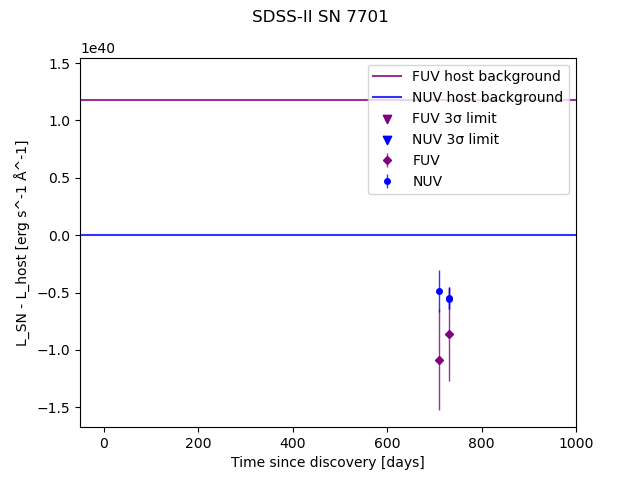 SDSS-II SN 7701
1e40
FUV host background
NUV host background
FUV 3σ limit
NUV 3σ limit
FUV
NUV
1.5
1.0
0.5
0.0
−0.5
−1.0
−1.5
L_SN - L_host [erg s^-1 Å^-1]
0
200
400
600
800
1000
Time since discovery [days]